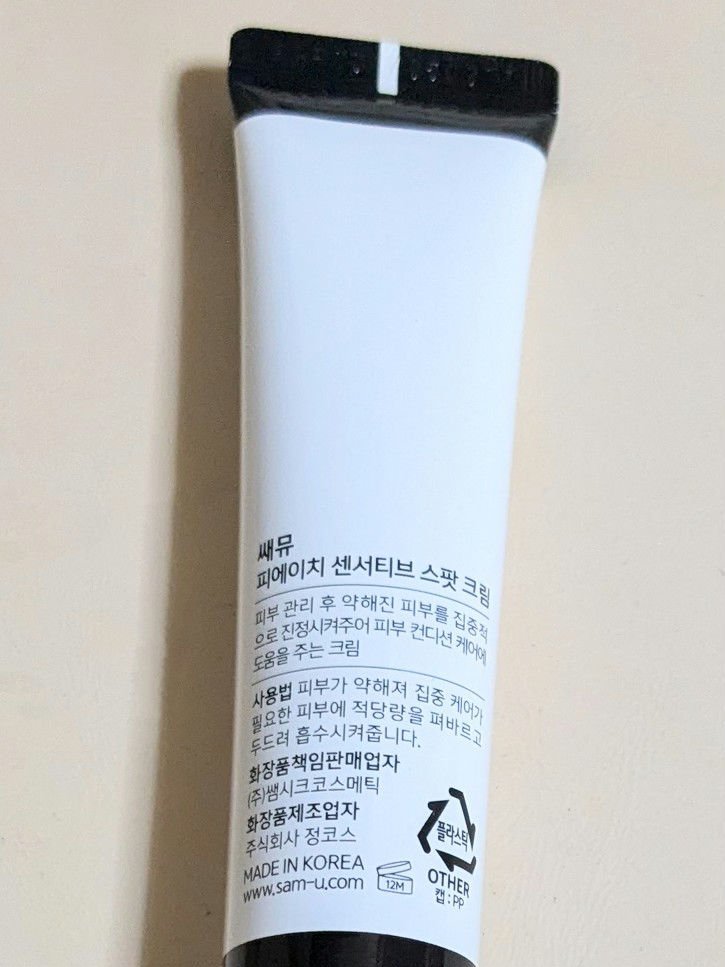 쌔뮤
피에이치 센서티브 스팟 크림
피부 관리 후 약해진 피부를 집중적
으로 진정시켜주어 피부 컨디션 케어에
도움을 주는 크림
사용법 피부가 약해져 집중 케어가
필요한 피부에 적당량을 펴바르고
두드려 흡수시켜줍니다.
화장품책임판매업자
(주)쌤시크코스메틱
화장품제조업자
주식회사 정코스
MADE IN KOREA
www.sam-u.com
12M
플라스틱
OTHER
캡 : PP